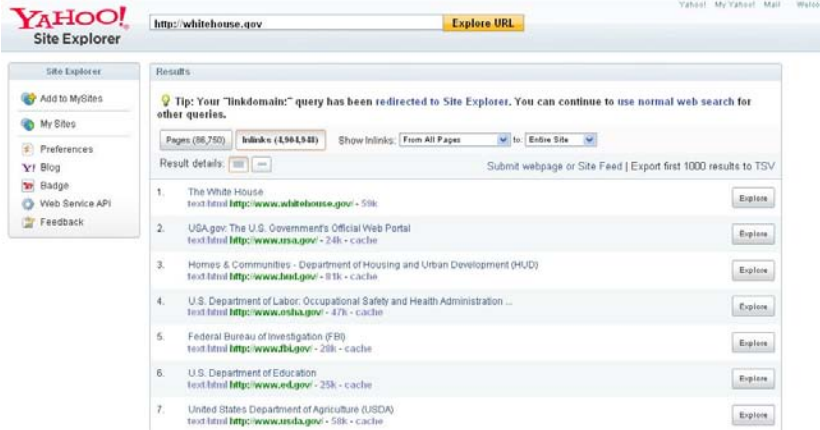 Yahoo! My Yahoo! Mail
YAHOO!
Site Explorer
http://whitehouse.gov
Explore URL
Site Explorer
Add to MySites
My Sites
Preferences
Blog
Badge
Web Service API
Feedback
Results
Tip: Your "linkdomain:" query has been redirected to Site Explorer. You can continue to use normal web search for
other queries.
Pages (86,750) Inlinks (4,904,948) Show Inlinks: From All Pages to: Entire Site
Result details:
Submit webpage or Site Feed | Export first 1000 results to TSV
1. The White House
text/html http://www.whitehouse.gov/ - 59k
Explore
2. USA.gov: The U.S. Government's Official Web Portal
text/html http://www.usa.gov/ - 24k - cache
Explore
3. Homes & Communities - Department of Housing and Urban Development (HUD)
text/html http://www.hud.gov/ - 81k - cache
Explore
4. U.S. Department of Labor: Occupational Safety and Health Administration ...
text/html http://www.osha.gov/ - 47k - cache
Explore
5. Federal Bureau of Investigation (FBI)
text/html http://www.fbi.gov/ - 28k - cache
Explore
6. U.S. Department of Education
text/html http://www.ed.gov/ - 25k - cache
Explore
7. United States Department of Agriculture (USDA)
text/html http://www.usda.gov/ - 58k - cache
Explore